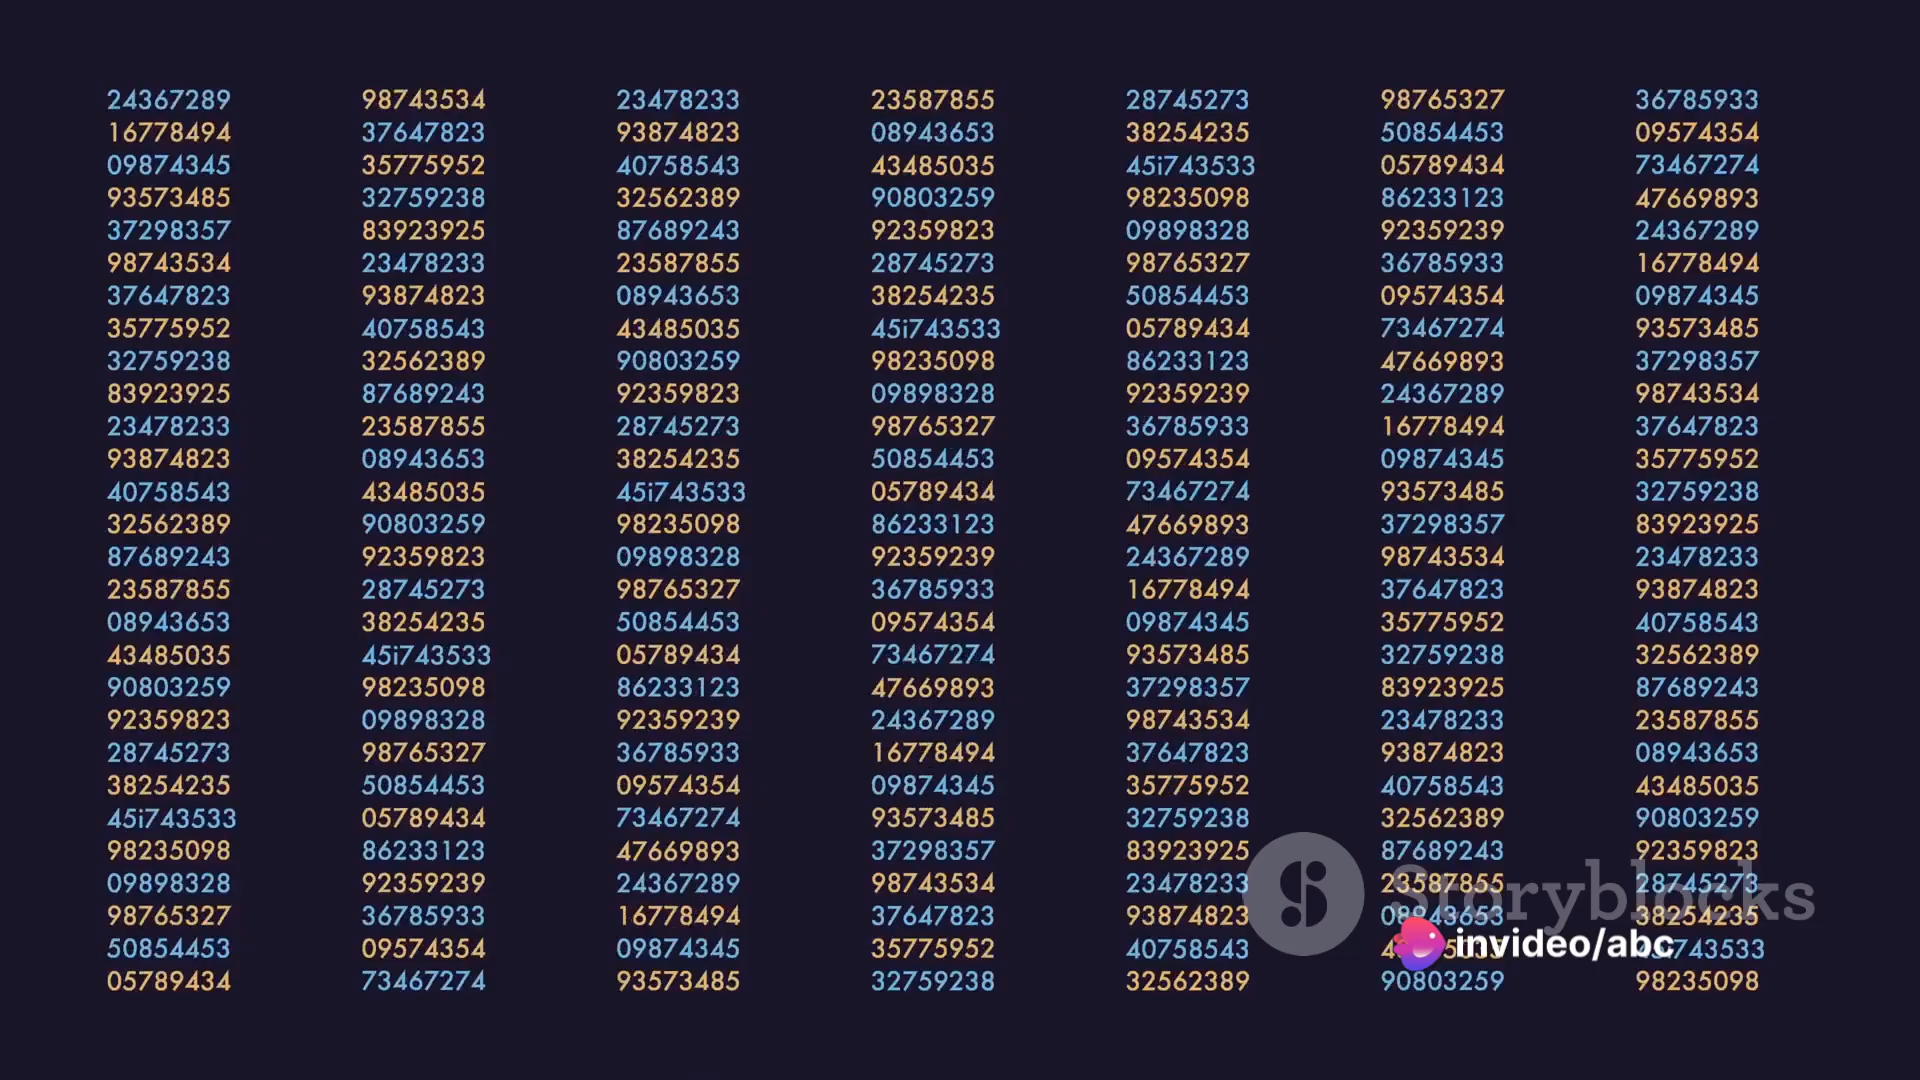 24367289 98743534 23478233 23587855 28745273 98765327 36785933
16778494 37647823 93874823 08943653 38254235 50854453 09574354
09874345 35775952 40758543 43485035 45i743533 05789434 73467274
93573485 32759238 32562389 90803259 98235098 86233123 47669893
37298357 83923925 87689243 92359823 09898328 92359239 24367289
98743534 23478233 23587855 28745273 98765327 36785933 16778494
37647823 93874823 08943653 38254235 50854453 09574354 09874345
35775952 40758543 43485035 45i743533 05789434 73467274 93573485
32759238 32562389 90803259 98235098 86233123 47669893 37298357
83923925 87689243 92359823 09898328 92359239 24367289 98743534
23478233 23587855 28745273 98765327 36785933 16778494 37647823
93874823 08943653 38254235 50854453 09574354 09874345 35775952
40758543 43485035 45i743533 05789434 73467274 93573485 32759238
32562389 90803259 98235098 86233123 47669893 37298357 83923925
87689243 92359823 09898328 92359239 24367289 98743534 23478233
23587855 28745273 98765327 36785933 16778494 37647823 93874823
08943653 38254235 50854453 09574354 09874345 35775952 40758543
43485035 45i743533 05789434 73467274 93573485 32759238 32562389
90803259 98235098 86233123 47669893 37298357 83923925 87689243
92359823 09898328 92359239 24367289 98743534 23478233 23587855
28745273 98765327 36785933 16778494 37647823 93874823 08943653
38254235 50854453 09574354 09874345 35775952 40758543 43485035
45i743533 05789434 73467274 93573485 32759238 32562389 90803259
98235098 86233123 47669893 37298357 83923925 87689243 92359823
09898328 92359239 24367289 98743534 23478233 23587855 28745273
Storyblocks
98765327 36785933 16778494 37647823 93874823 08943653 38254235
50854453 09574354 09874345 35775952 40758543
invideo/abc
05789434 73467274 93573485 32759238 32562389 90803259 98235098